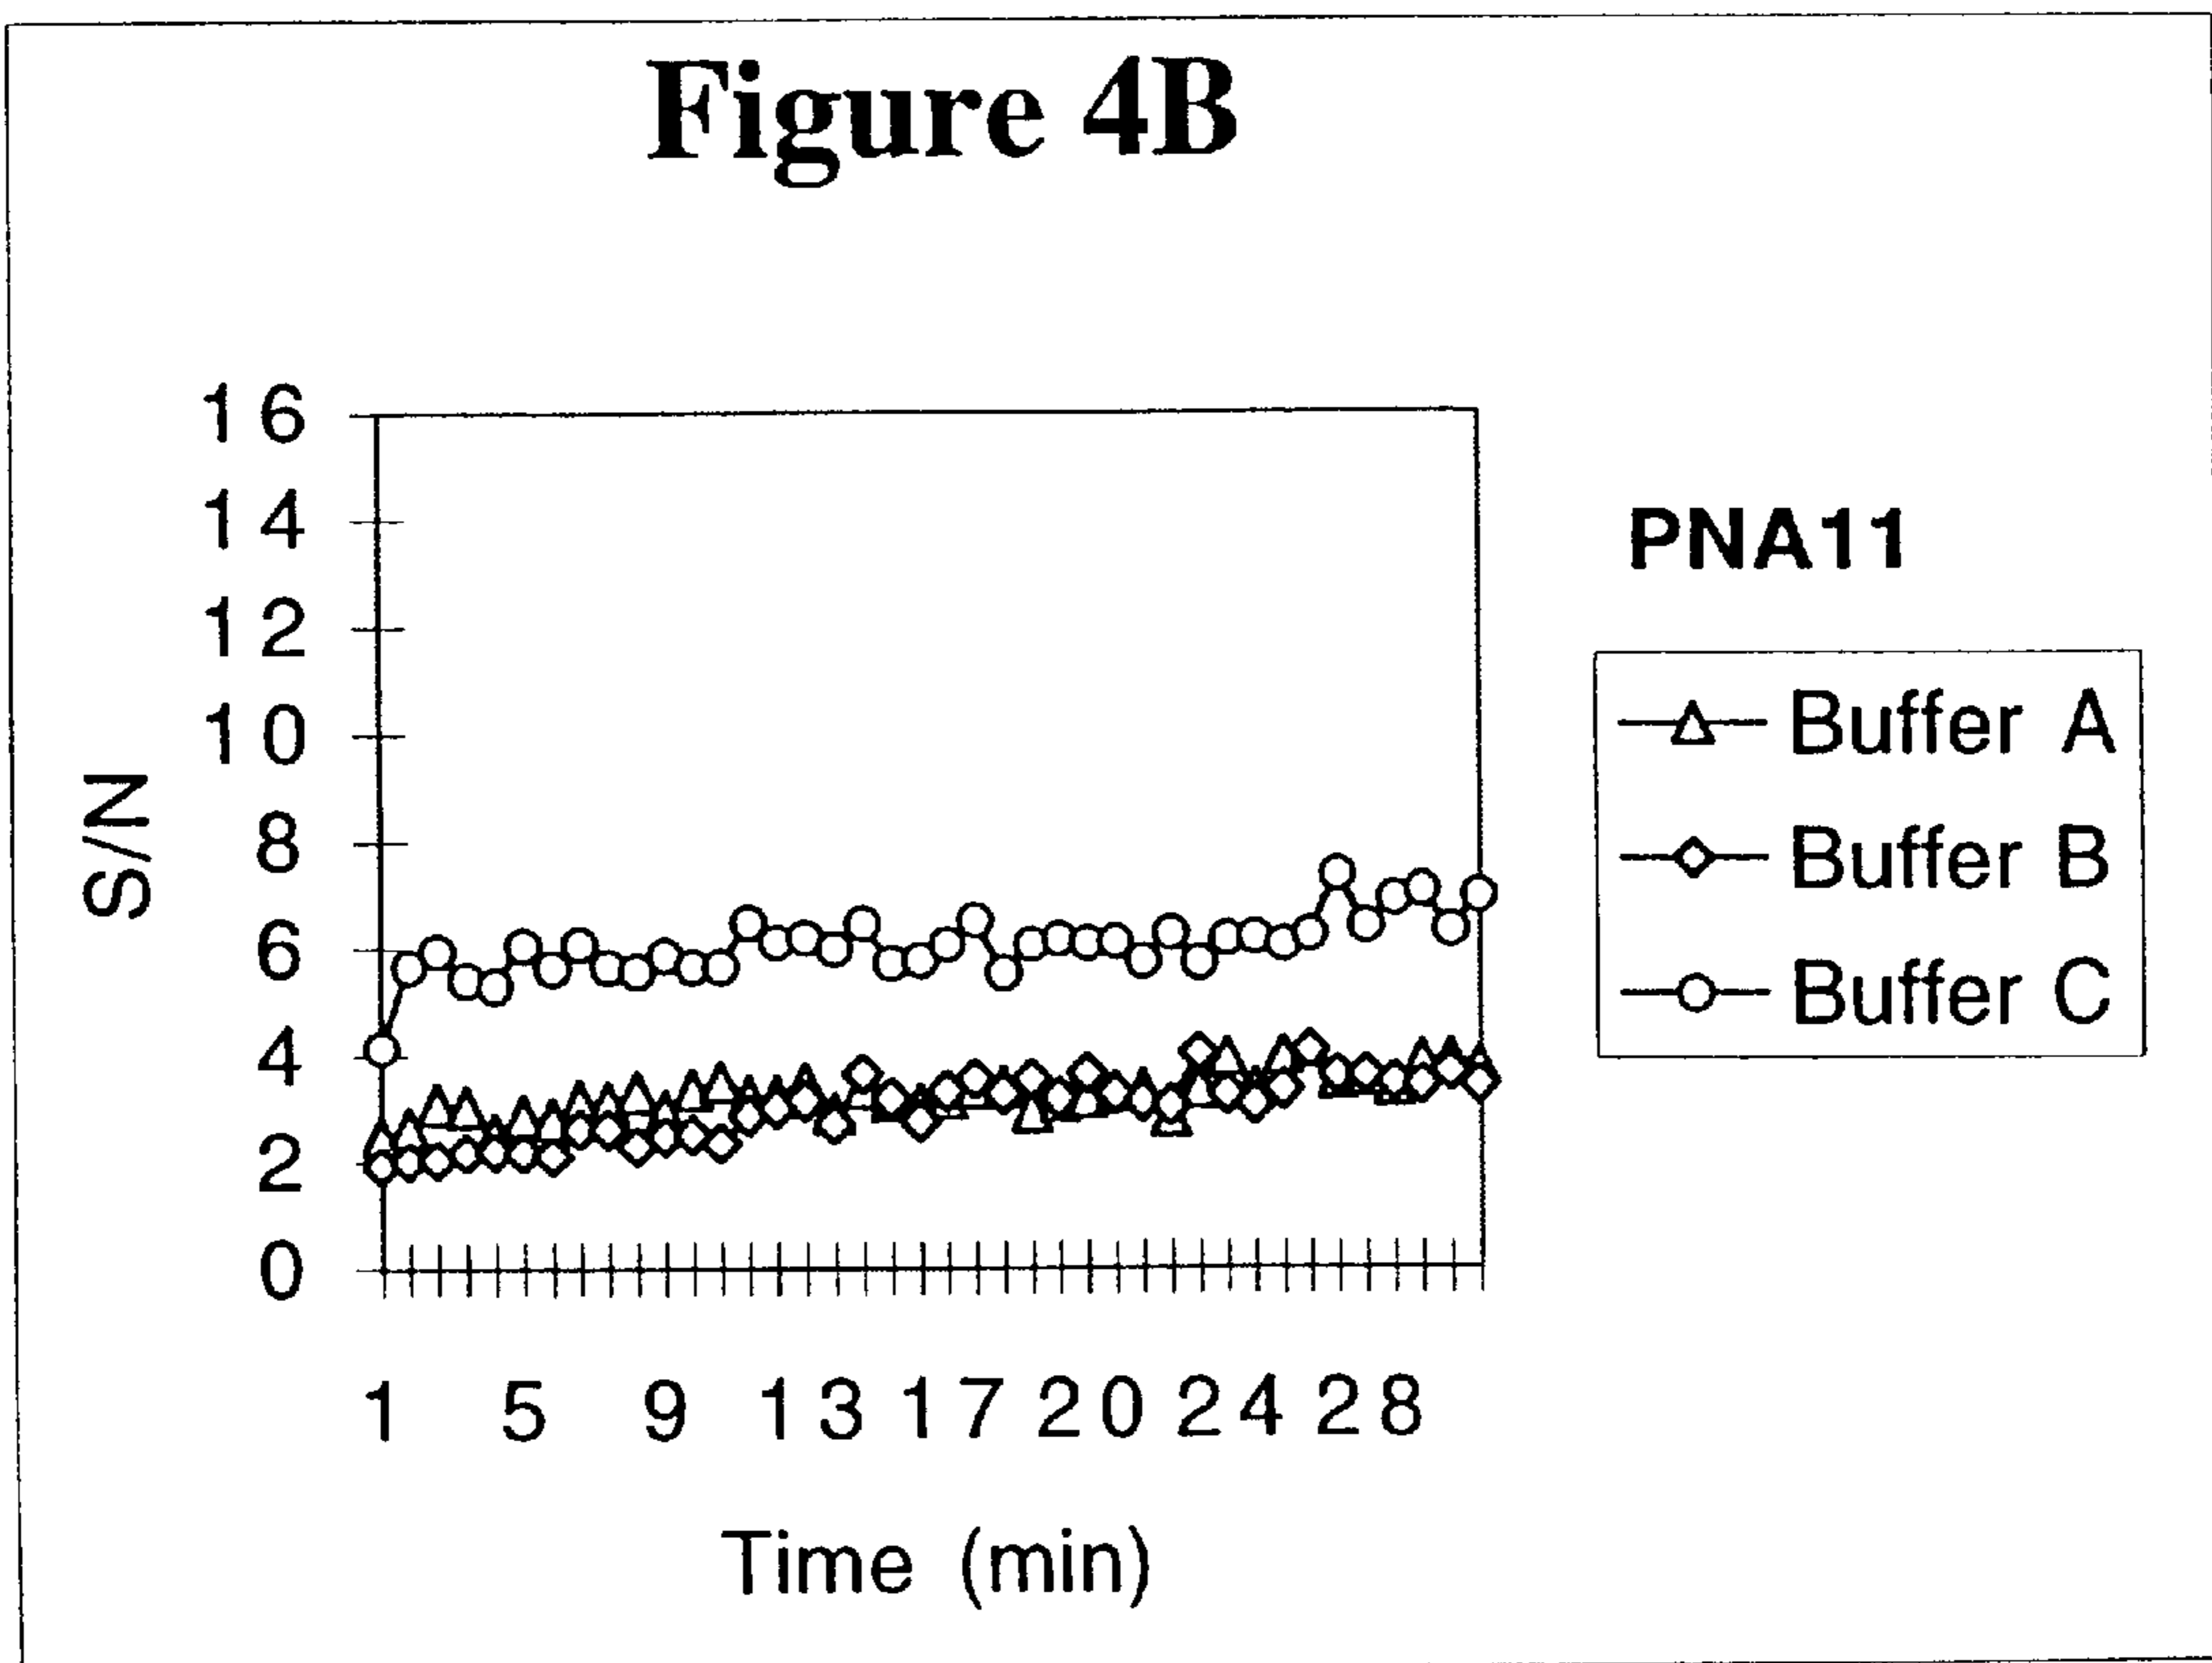 Figure 4B
16
14
12
10
8
6
4
2
0
S/N
1 5 9 13 17 20 24 28
Time (min)
PNA11
Buffer A
Buffer B
Buffer C